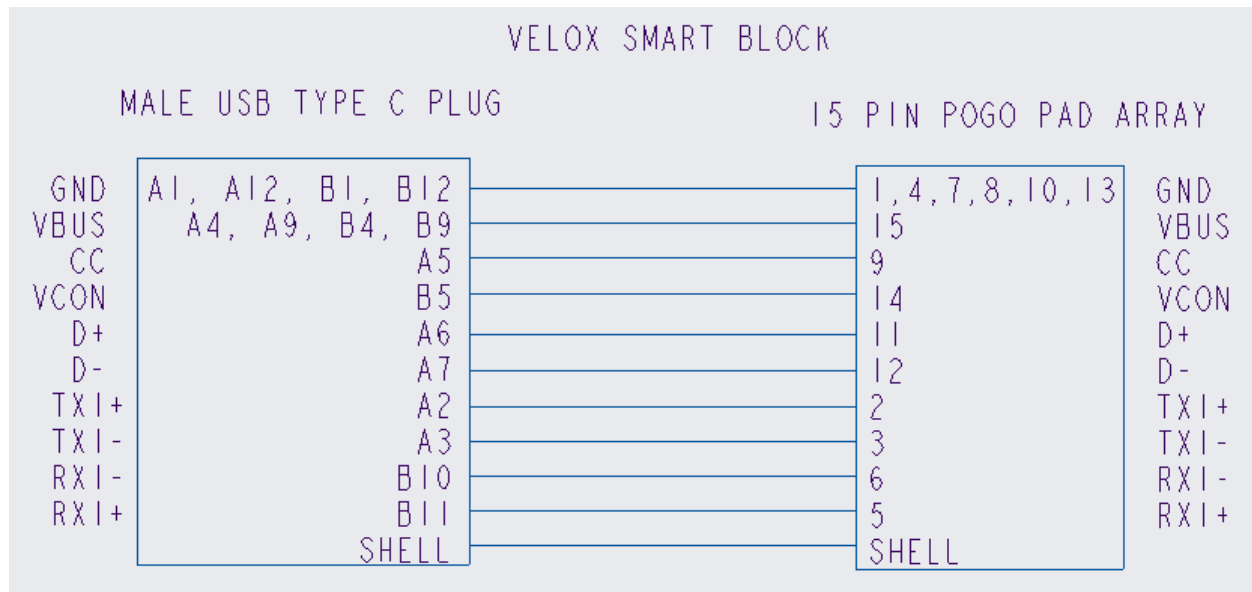 VELOX SMART BLOCK
MALE USB TYPE C PLUG
15 PIN POGO PAD ARRAY
GND A1, A12, B1, B12 1,4,7,8,10,13 GND
VBUS A4, A9, B4, B9 15 VBUS
CC A5 9 CC
VCON B5 14 VCON
D+ A6 11 D+
D- A7 12 D-
TX1+ A2 2 TX1+
TX1- A3 3 TX1-
RX1- B10 6 RX1-
RX1+ B11 5 RX1+
SHELL SHELL